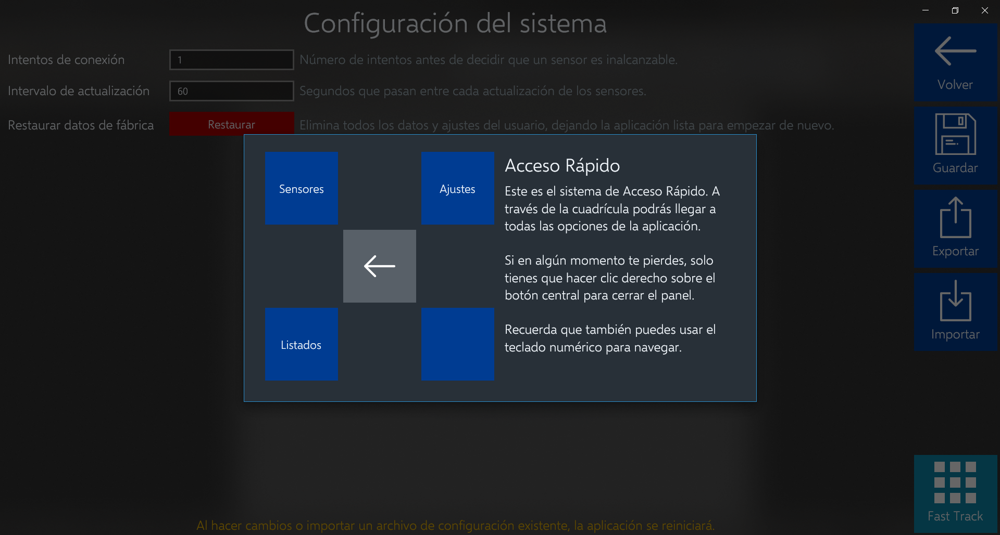 Configuración del sistema
Intentos de conexión
1
Número de intentos antes de decidir que un sensor es inalcanzable.
Intervalo de actualización
60
Segundos que pasan entre cada actualización de los sensores.
Restaurar datos de fábrica
Restaurar
Elimina todos los datos y ajustes del usuario, dejando la aplicación lista para empezar de nuevo.
Sensores
Ajustes
Listados
Acceso Rápido
Este es el sistema de Acceso Rápido. A
través de la cuadrícula podrás llegar a
todas las opciones de la aplicación.
Si en algún momento te pierdes, solo
tienes que hacer clic derecho sobre el
botón central para cerrar el panel.
Recuerda que también puedes usar el
teclado numérico para navegar.
Volver
Guardar
Exportar
Importar
Fast Track
Al hacer cambios o importar un archivo de configuración existente, la aplicación se reiniciará.